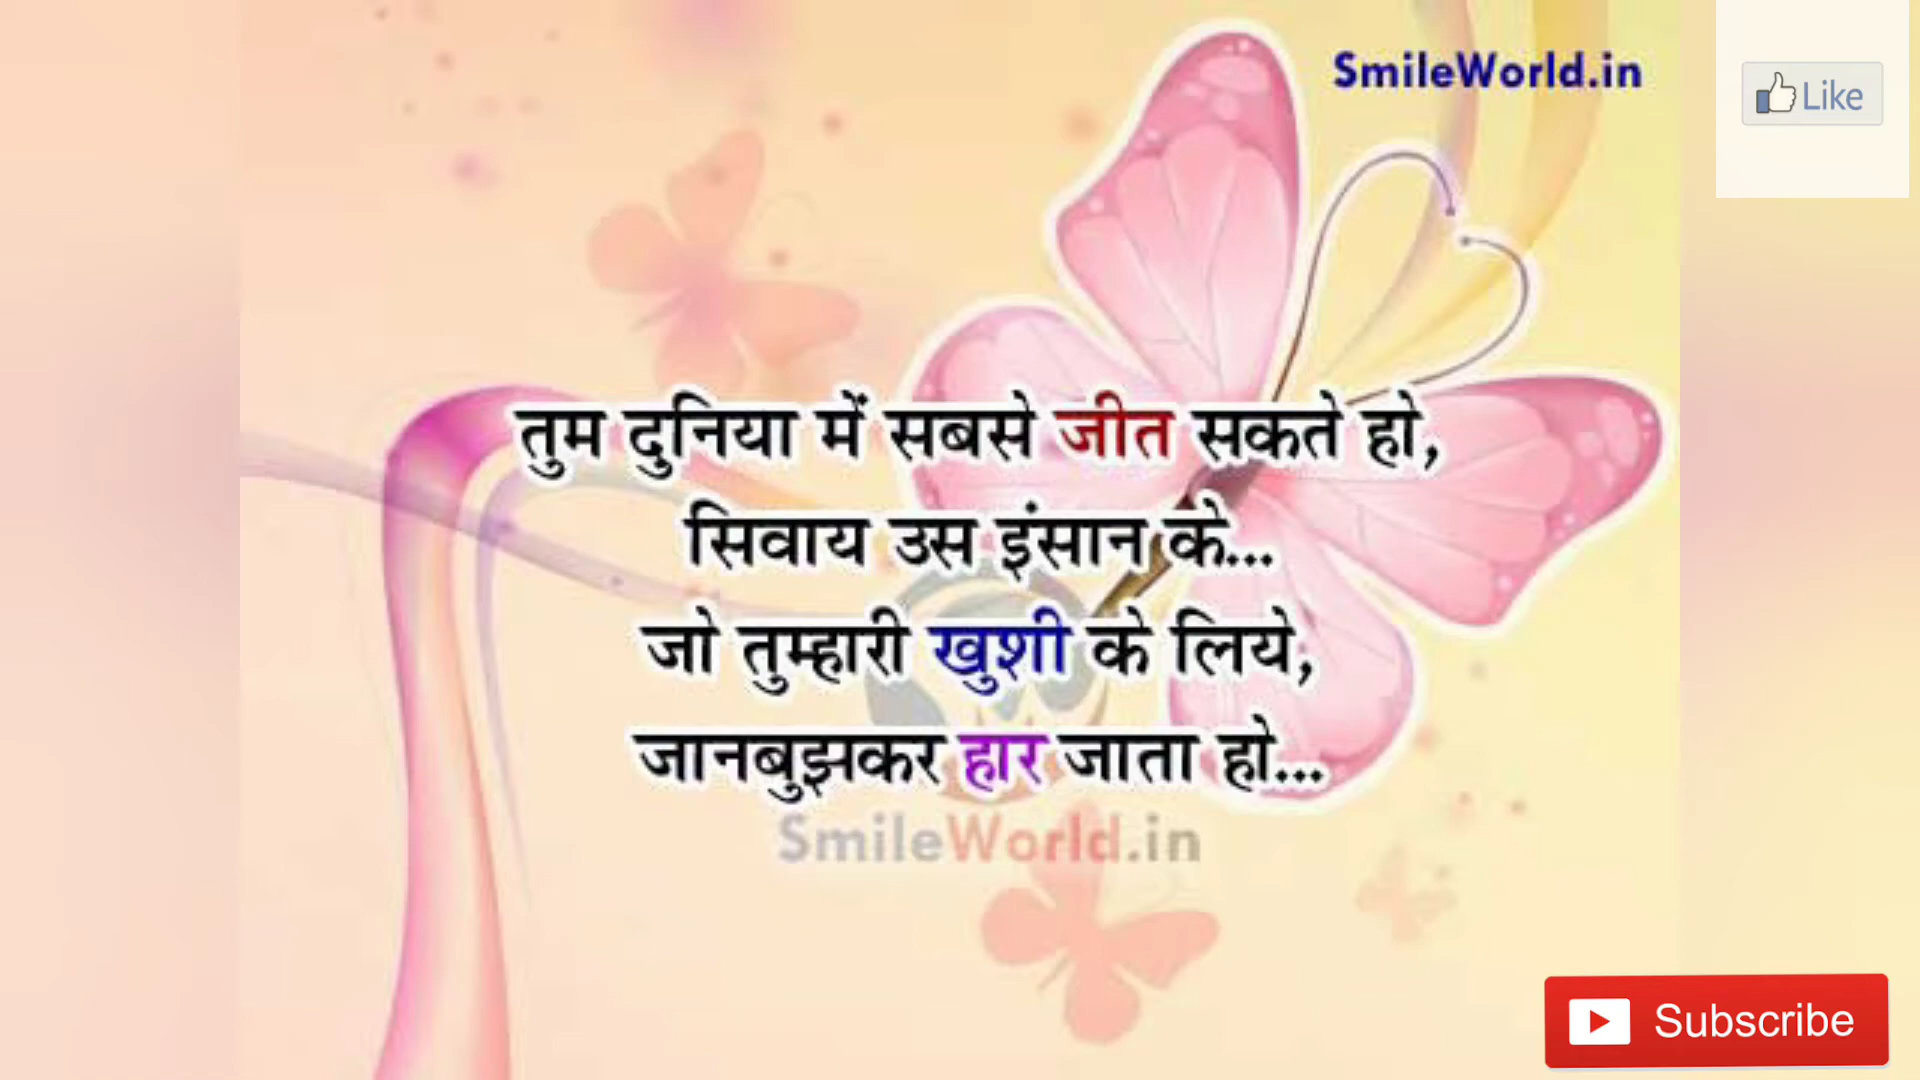 SmileWorld.in
Like
तुम दुनिया में सबसे जीत सकते हो,
सिवाय उस इंसान के...
जो तुम्हारी खुशी के लिये,
जानबुझकर हार जाता हो...
SmileWorld.in
Subscribe